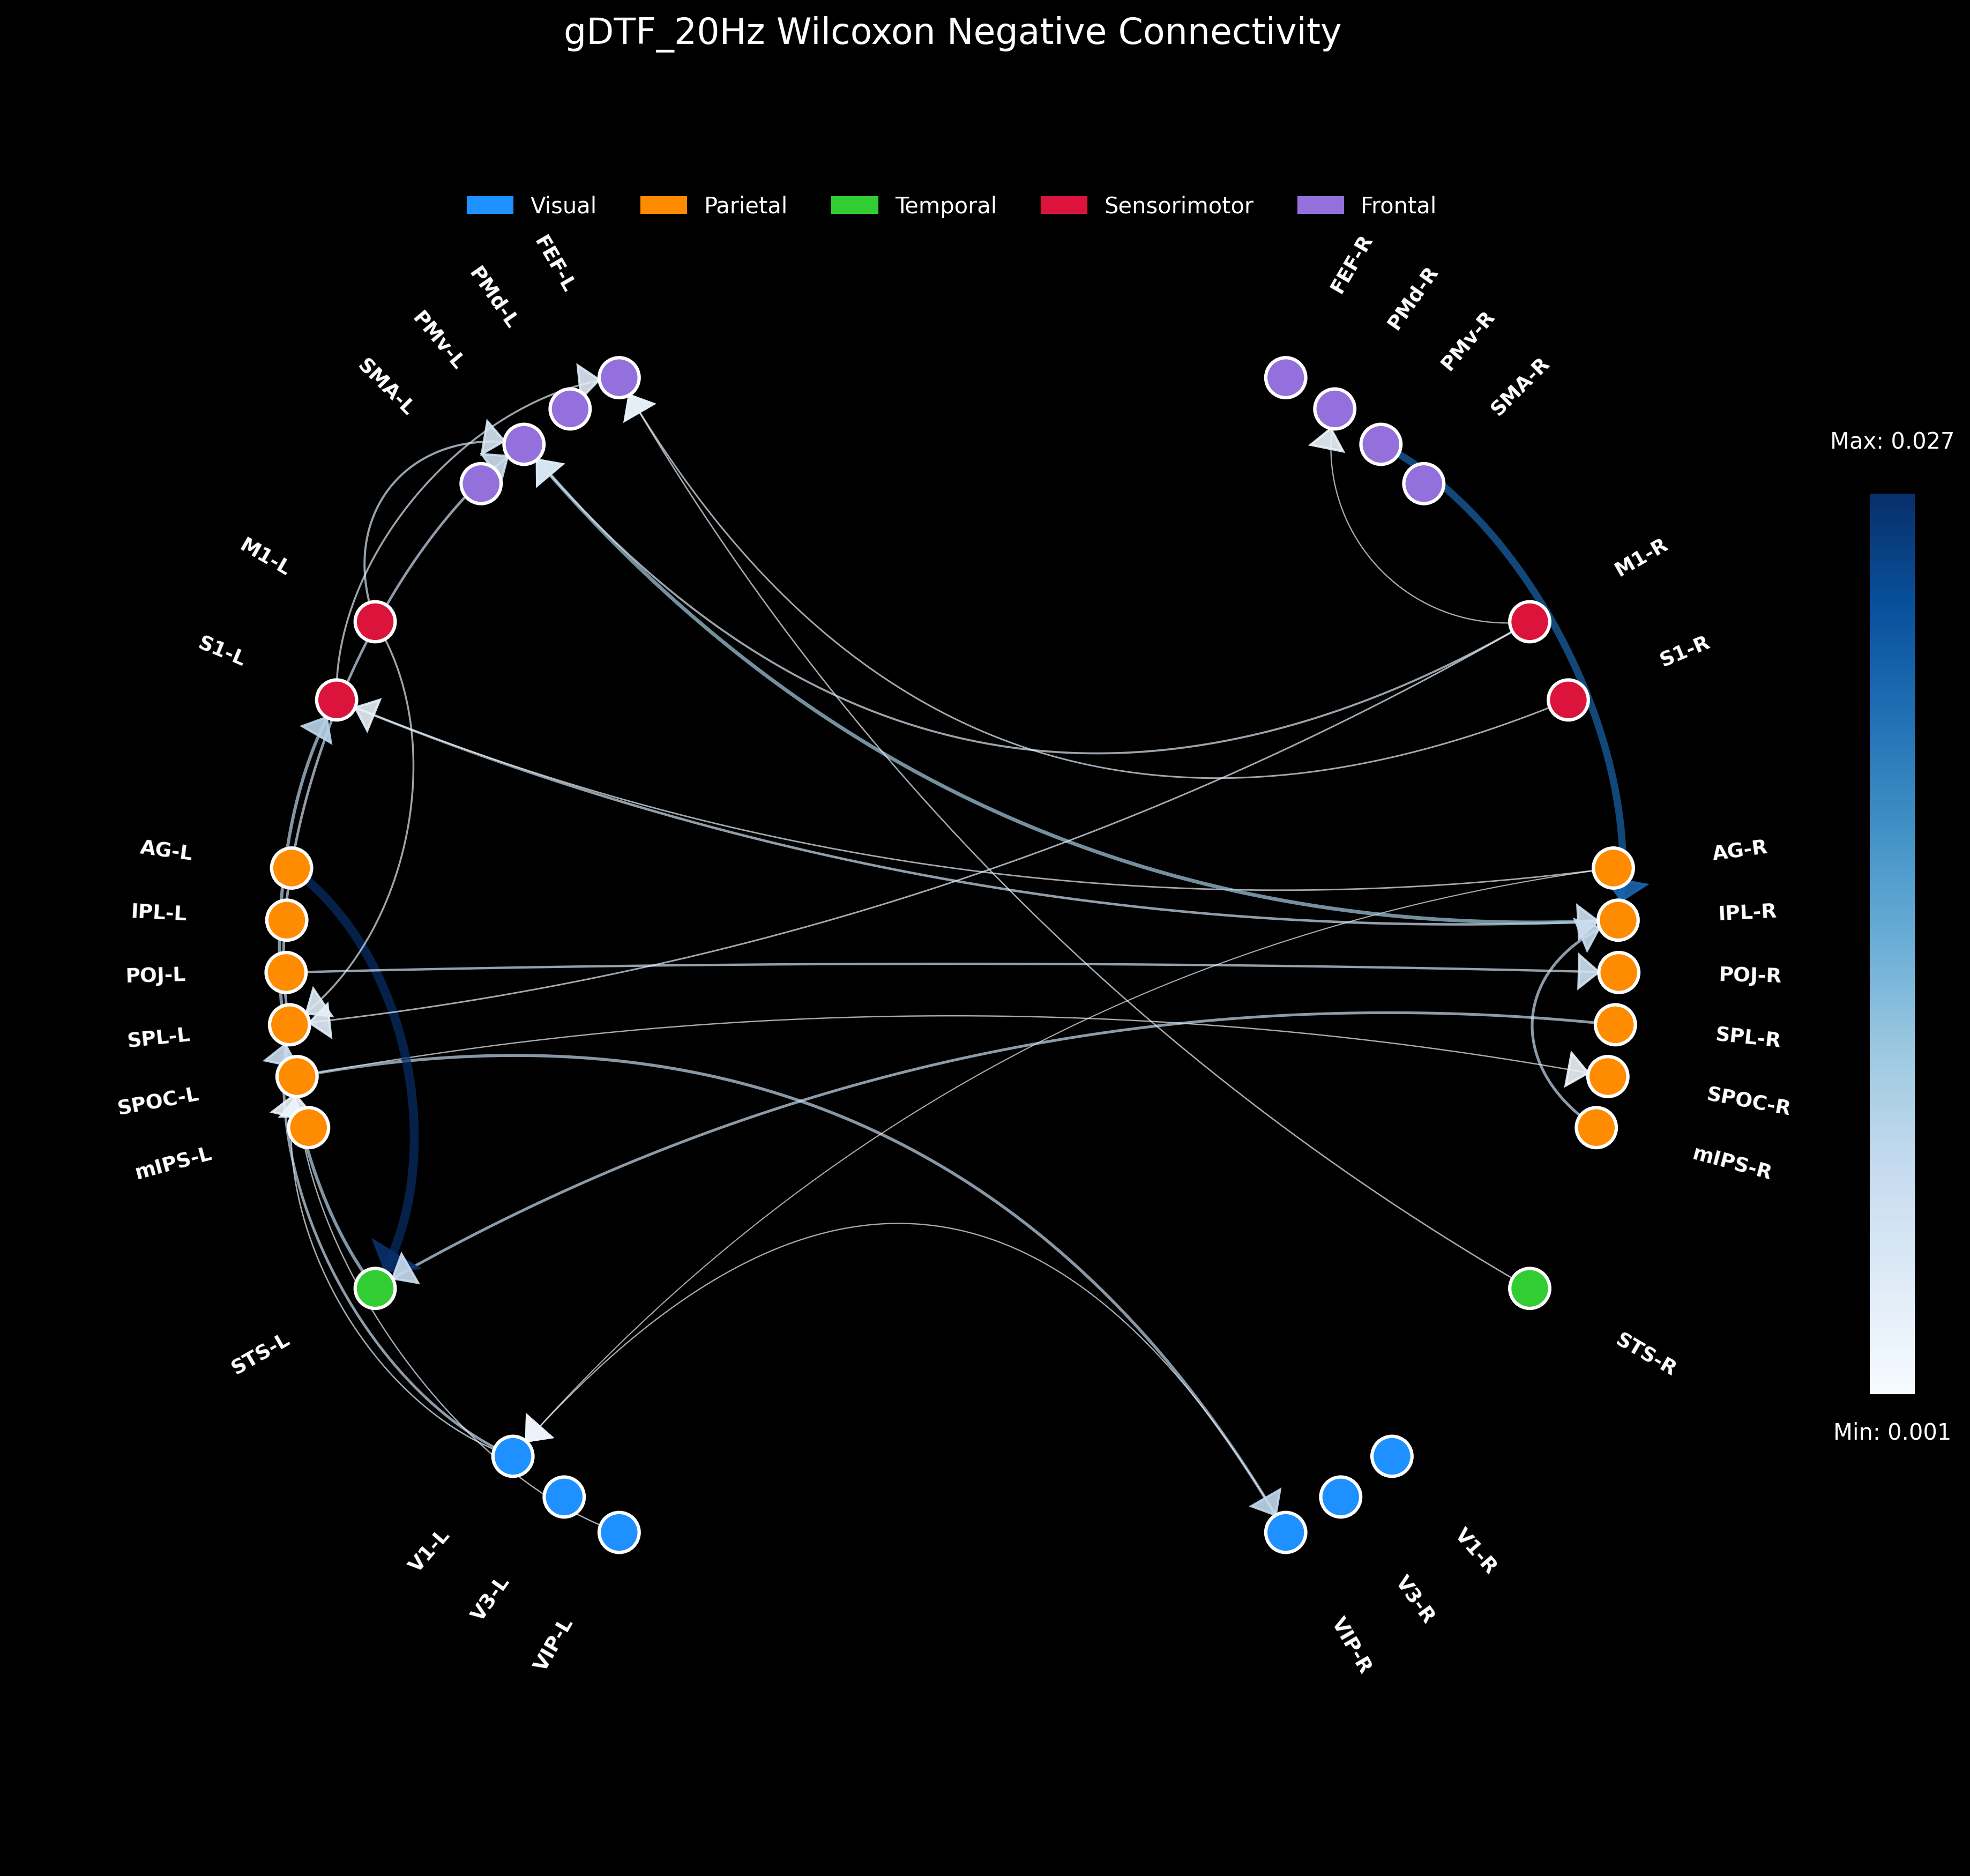 gDTF_20Hz Wilcoxon Negative Connectivity
Visual Parietal Temporal Sensorimotor Frontal
FEF-L
PMd-L
PMv-L
SMA-L
M1-L
S1-L
AG-L
IPL-L
POJ-L
SPL-L
SPOC-L
mIPS-L
STS-L
V1-L
V3-L
VIP-L
FEF-R
PMd-R
PMv-R
SMA-R
M1-R
S1-R
AG-R
IPL-R
POJ-R
SPL-R
SPOC-R
mIPS-R
STS-R
V1-R
V3-R
VIP-R
Max: 0.027
Min: 0.001